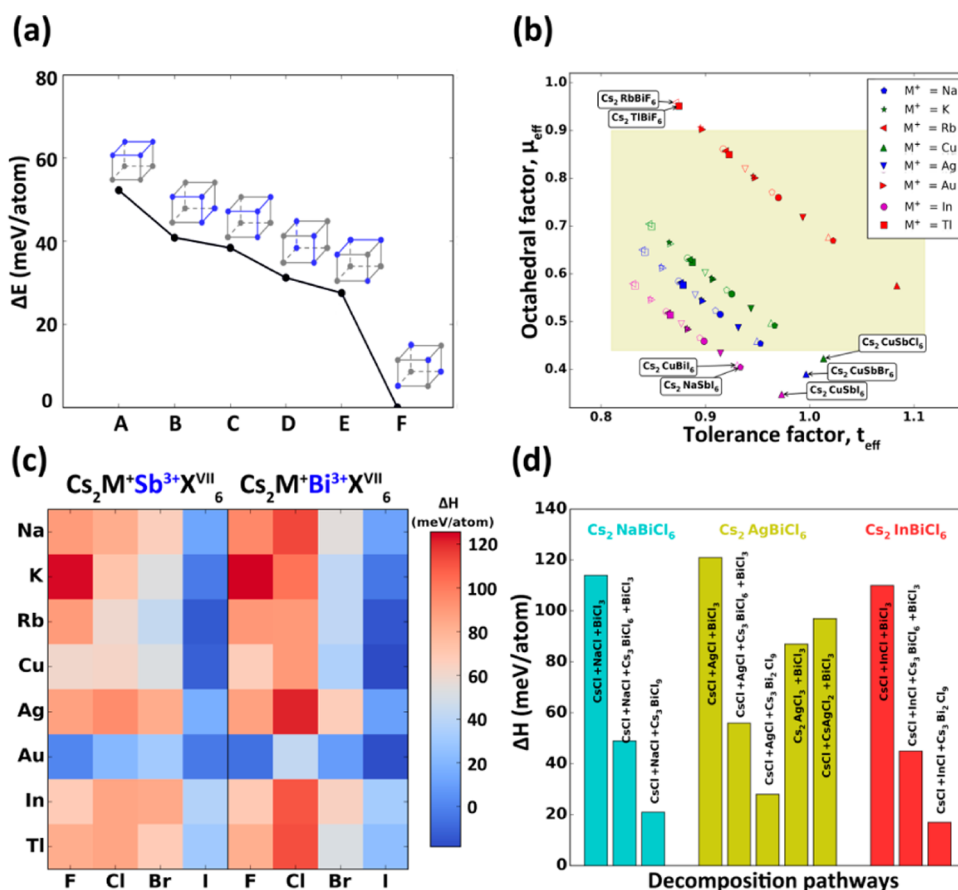 (a)
80
60
40
20
0
ΔE (meV/atom)
A B C D E F
(b)
1.0
0.9
0.8
0.7
0.6
0.5
0.4
Octahedral factor, μeff
Cs2 RbBiF6
Cs2 TlBiF6
M+ = Na
M+ = K
M+ = Rb
M+ = Cu
M+ = Ag
M+ = Au
M+ = In
M+ = Tl
Cs2 CuSbCl6
Cs2 CuBiI6
Cs2 CuSbBr6
Cs2 NaSbI6
Cs2 CuSbI6
0.8 0.9 1.0 1.1
Tolerance factor, teff
(c)
Cs2M+Sb3+XVII6 Cs2M+Bi3+XVII6
ΔH
(meV/atom)
Na
K
Rb
Cu
Ag
Au
In
Tl
F Cl Br I F Cl Br I
120
100
80
60
40
20
0
(d)
140
120
100
80
60
40
20
0
ΔH (meV/atom)
Cs2 NaBiCl6 Cs2 AgBiCl6 Cs2 InBiCl6
CsCl +NaCl +BiCl3
CsCl +NaCl +Cs3 BiCl6 +BiCl3
CsCl +NaCl +Cs3 BiCl9
CsCl +AgCl +BiCl3
CsCl +AgCl +Cs3 BiCl6 +BiCl3
CsCl +AgCl +Cs3 Bi2 Cl9
Cs2 AgCl3 +BiCl3
CsCl +CsAgCl2 +BiCl3
CsCl +InCl +BiCl3
CsCl +InCl +Cs3 BiCl6 +BiCl3
CsCl +InCl +Cs3 Bi2 Cl9
Decomposition pathways